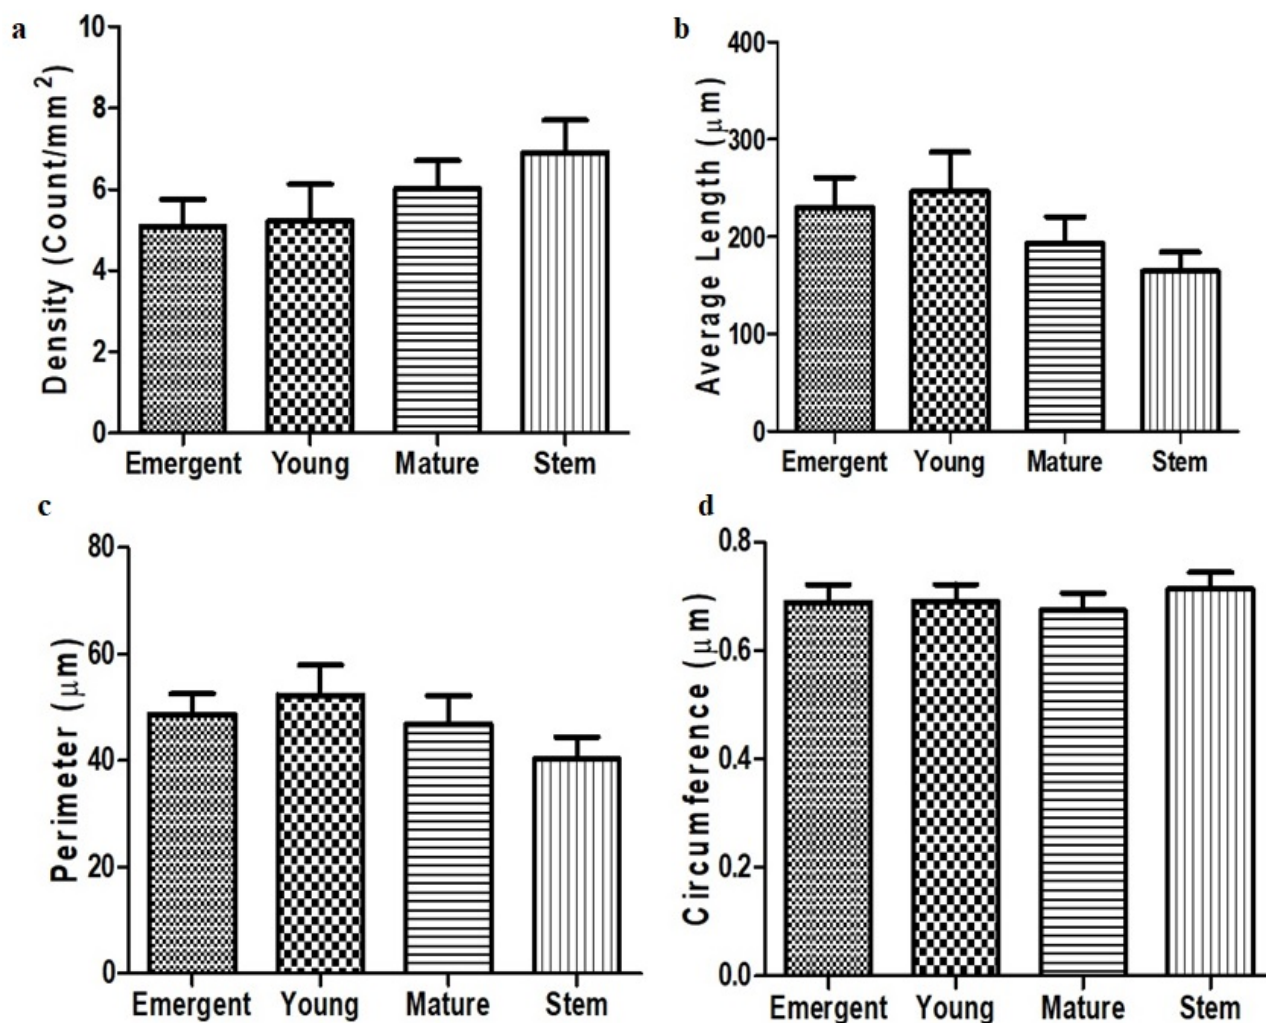 a
Density (Count/mm²)
10
8
6
4
2
0
Emergent Young Mature Stem
b
Average Length (µm)
400
300
200
100
0
Emergent Young Mature Stem
c
Perimeter (µm)
80
60
40
20
0
Emergent Young Mature Stem
d
Circumference (µm)
0.8
0.6
0.4
0.2
0.0
Emergent Young Mature Stem